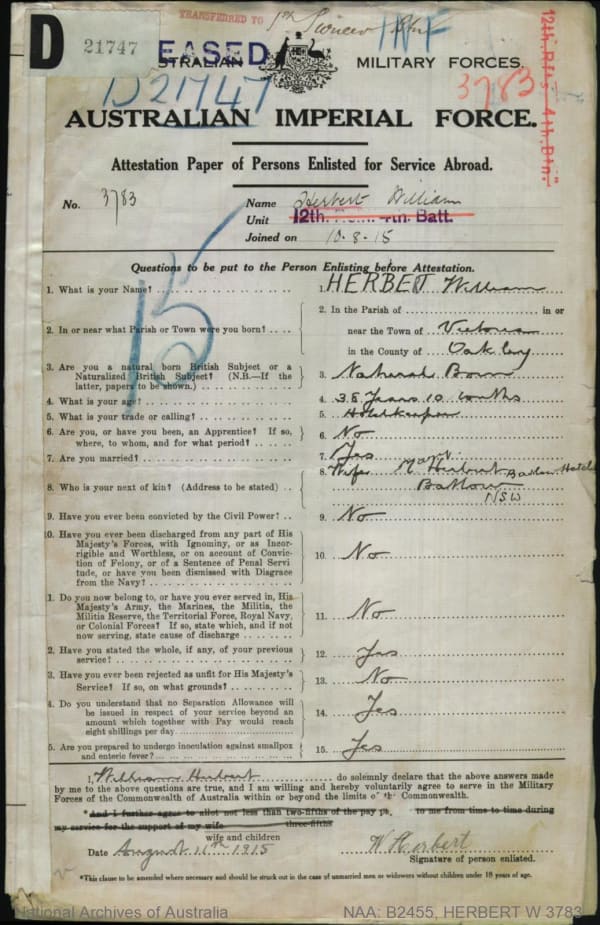 TRANSFERRED TO 1st Pioneer Btn
INF
D 21747
EASED
STRALIAN MILITARY FORCES.
D21747
3783
12th Rfts. 4th Btn.
AUSTRALIAN IMPERIAL FORCE.
Attestation Paper of Persons Enlisted for Service Abroad.
No. 3783
Name Herbert William
Unit 12th 4th. Batt.
Joined on 10-8-15
15
Questions to be put to the Person Enlisting before Attestation.
1. What is your Name?
1. HERBERT William
2. In or near what Parish or Town were you born?
2. In the Parish of in or
near the Town of Victoria
in the County of Oakley
3. Are you a natural born British Subject or a
Naturalized British Subject? (N.B.—If the
latter, papers to be shown.)
3. Natural Born
4. What is your age?
4. 38 Years 10 months
5. What is your trade or calling?
5. Hotelkeeper
6. Are you, or have you been, an Apprentice? If so,
where, to whom, and for what period?
6. No
7. Are you married?
7. Yes
8. Who is your next of kin? (Address to be stated)
8. Wife Mary Herbert
Batlow
NSW
9. Have you ever been convicted by the Civil Power?
9. No
10. Have you ever been discharged from any part of His
Majesty's Forces, with Ignominy, or as Incor-
rigible and Worthless, or on account of Convic-
tion of Felony, or of a Sentence of Penal Servi
tude, or have you been Dismissed with Disgrace
from the Navy?
10. No
1. Do you now belong to, or have you ever served in, His
Majesty's Army, the Marines, the Militia, the
Militia Reserve, the Territorial Force, Royal Navy,
or Colonial Forces? If so, state which, and if not
now serving, state cause of discharge
11. No
2. Have you stated the whole, if any, of your previous
service?
12. Yes
3. Have you ever been rejected as unfit for His Majesty's
Service? If so, on what grounds?
13. No
4. Do you understand that no Separation Allowance will
be issued in respect of your service beyond an
amount which together with Pay would reach
eight shillings per day
14. Yes
5. Are you prepared to undergo inoculation against smallpox
and enteric fever?
15. Yes
I, William Herbert do solemnly declare that the above answers made
by me to the above questions are true, and I am willing and hereby voluntarily agree to serve in the Military
Forces of the Commonwealth of Australia within or beyond the limits of the Commonwealth.
*And I further agree to allot not less than two-fifths of the pay to me from time to time during
my service for the support of my wife three-fifths
wife and children
Date August 11th 1915
W Herbert
Signature of person enlisted.
*This clause to be amended where necessary and should be struck out in the case of unmarried men or widowers without children under 18 years of age.
National Archives of Australia
NAA: B2455, HERBERT W 3783